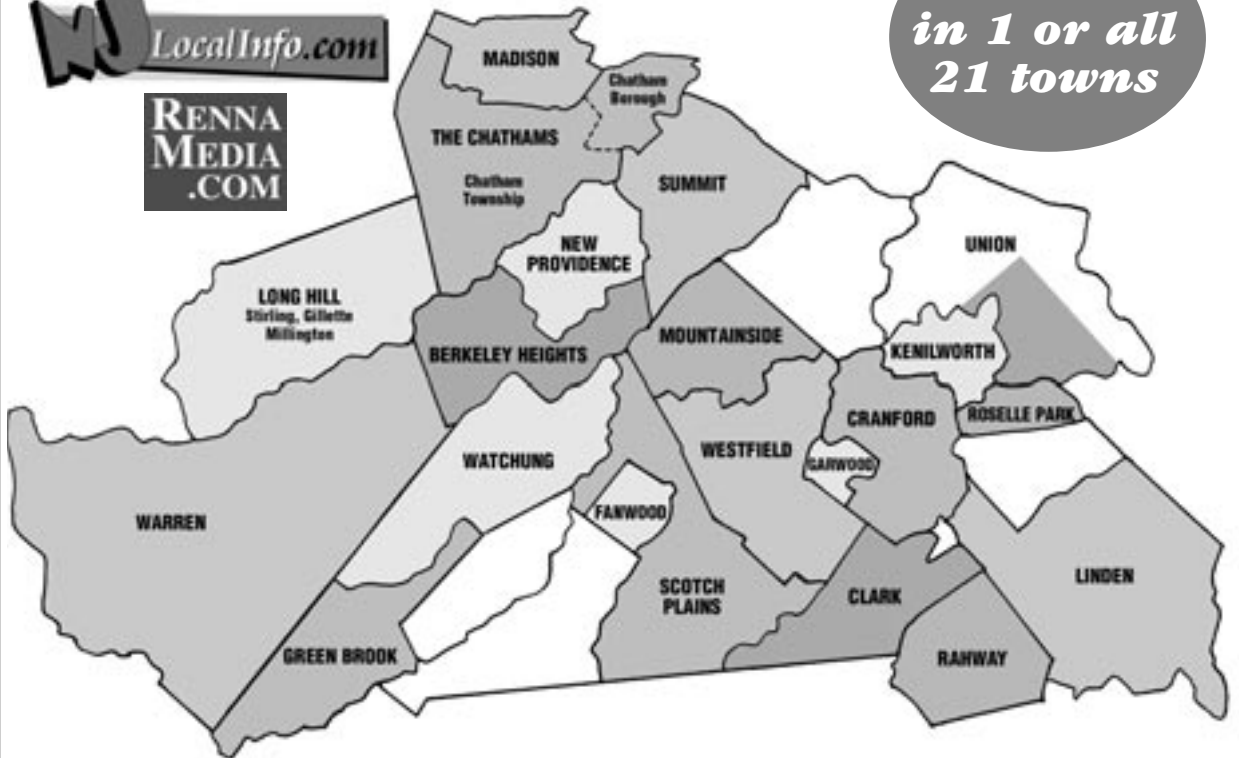 NJ LocalInfo.com
RENNA
MEDIA
.COM
in 1 or all
21 towns
MADISON
Chatham
Borough
THE CHATHAMS
Chatham
Township
SUMMIT
NEW
PROVIDENCE
UNION
LONG HILL
Stirling, Gillette
Millington
BERKELEY HEIGHTS
MOUNTAINSIDE
KENILWORTH
CRANFORD
ROSELLE PARK
WATCHUNG
WESTFIELD
GARWOOD
WARREN
FANWOOD
SCOTCH
PLAINS
CLARK
LINDEN
GREEN BROOK
RAHWAY